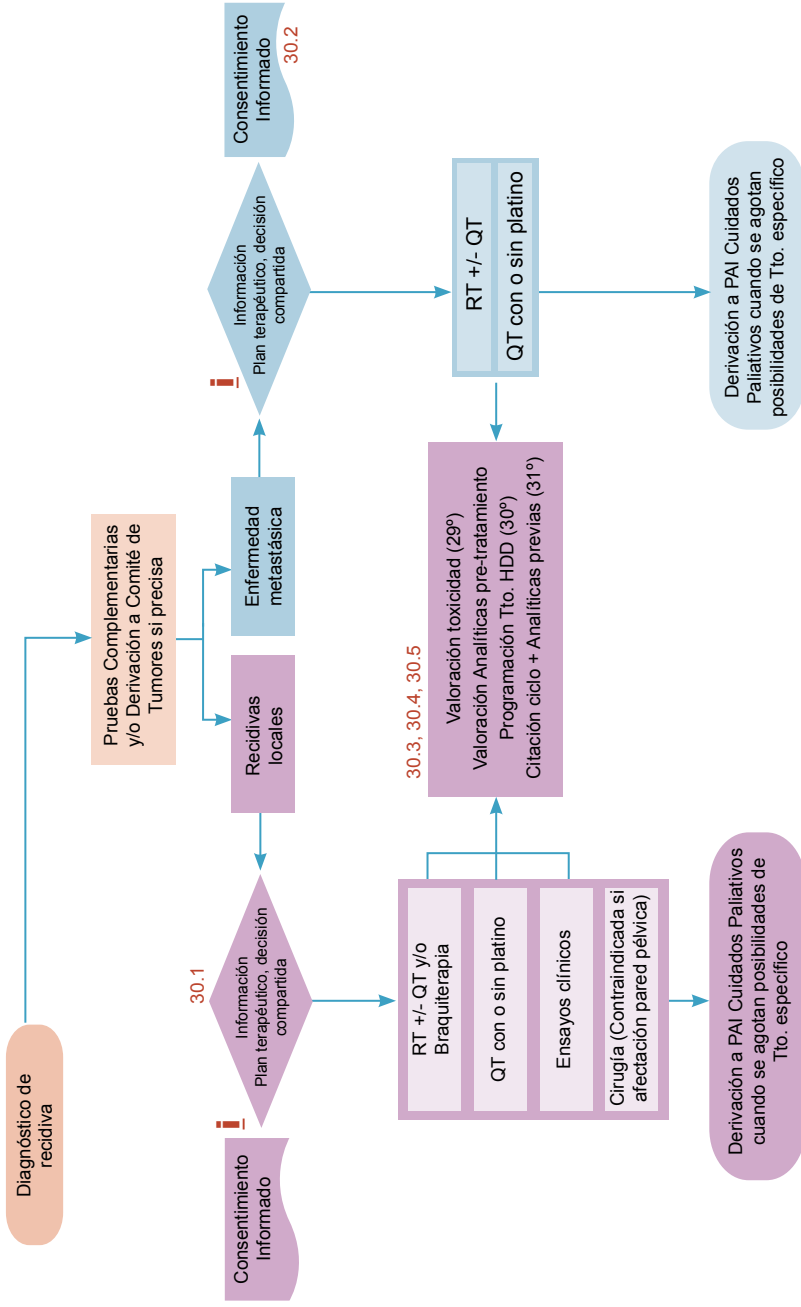 Diagnóstico de
recidiva
Pruebas Complementarias
y/o Derivación a Comité de
Tumores si precisa
Recidivas
locales
Enfermedad
metastásica
Consentimiento
Informado
30.1
Información
Plan terapéutico, decisión
compartida
Información
Plan terapéutico, decisión
compartida
Consentimiento
Informado
30.2
RT +/- QT y/o
Braquiterapia
QT con o sin platino
Ensayos clínicos
Cirugía (Contraindicada si
afectación pared pélvica)
30.3, 30.4, 30.5
Valoración toxicidad (29º)
Valoración Analíticas pre-tratamiento
Programación Tto. HDD (30º)
Citación ciclo + Analíticas previas (31º)
RT +/- QT
QT con o sin platino
Derivación a PAI Cuidados Paliativos
cuando se agotan posibilidades de
Tto. específico
Derivación a PAI Cuidados
Paliativos cuando se agotan
posibilidades de Tto. específico